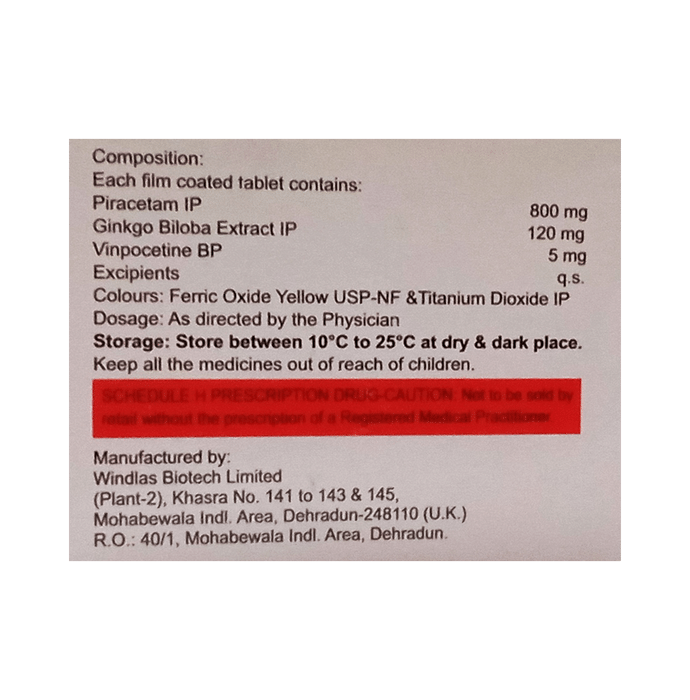 Composition:
Each film coated tablet contains:
Piracetam IP 800 mg
Ginkgo Biloba Extract IP 120 mg
Vinpocetine BP 5 mg
Excipients q.s.
Colours: Ferric Oxide Yellow USP-NF &Titanium Dioxide IP
Dosage: As directed by the Physician
Storage: Store between 10°C to 25°C at dry & dark place.
Keep all the medicines out of reach of children.
SCHEDULE H PRESCRIPTION DRUG-CAUTION: Not to be sold by
retail without the prescription of a Registered Medical Practitioner.
Manufactured by:
Windlas Biotech Limited
(Plant-2), Khasra No. 141 to 143 & 145,
Mohabewala Indl. Area, Dehradun-248110 (U.K.)
R.O.: 40/1, Mohabewala Indl. Area, Dehradun.